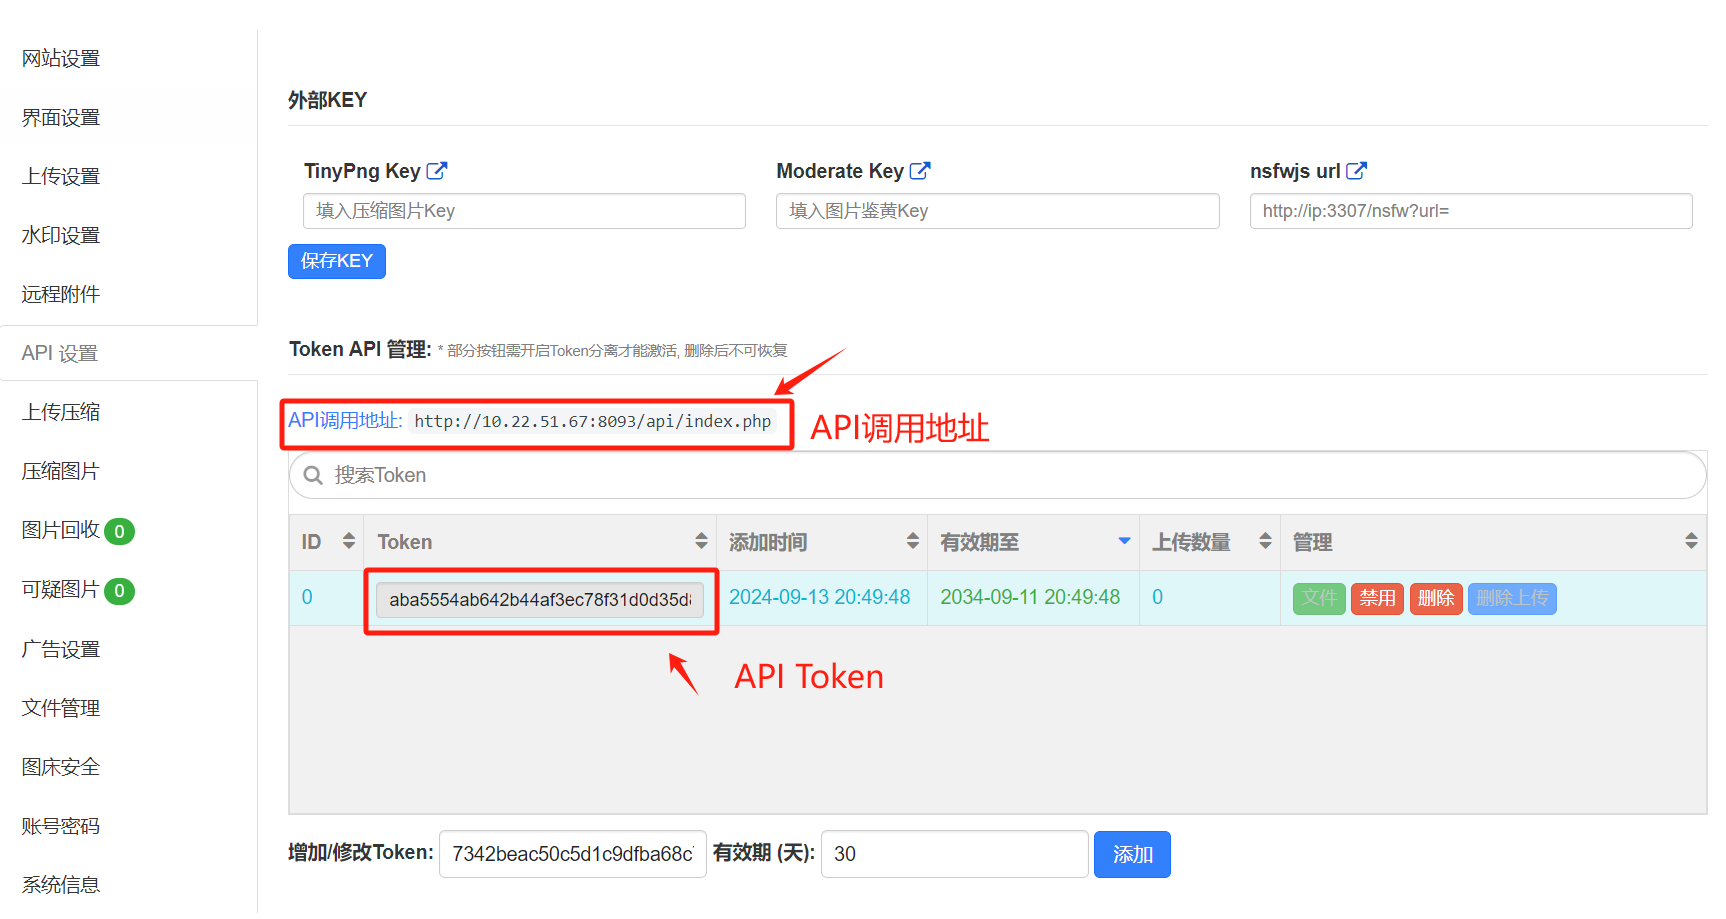 网站设置
界面设置
上传设置
水印设置
远程附件
API 设置
上传压缩
压缩图片
图片回收 0
可疑图片 0
广告设置
文件管理
图床安全
账号密码
系统信息
外部KEY
TinyPng Key
Moderate Key
nsfwjs url
填入压缩图片Key
填入图片鉴黄Key
http://ip:3307/nsfw?url=
保存KEY
Token API 管理: * 部分按钮需开启Token分离才能激活, 删除后不可恢复
API调用地址: http://10.22.51.67:8093/api/index.php
API调用地址
搜索Token
ID Token 添加时间 有效期至 上传数量 管理
0 aba5554ab642b44af3ec78f31d0d35d 2024-09-13 20:49:48 2034-09-11 20:49:48 0 文件 禁用 删除 删除上传
API Token
增加/修改Token: 7342beac50c5d1c9dfba68c 有效期 (天): 30 添加